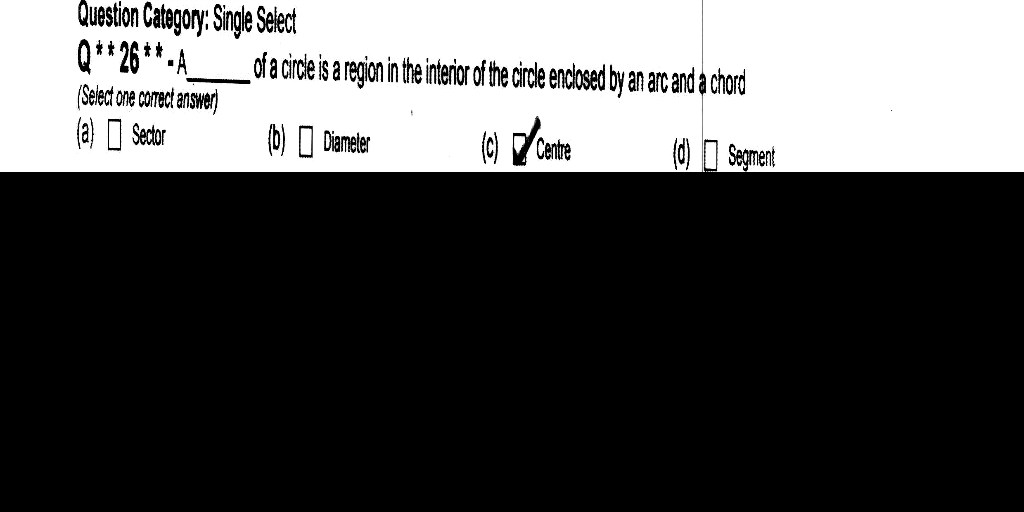 Question Category: Single Select
Q**26** - A______ of a circle is a region in the interior of the circle enclosed by an arc and a chord
(Select one correct answer)
(a) ☐ Sector (b) ☐ Diameter (c) ☑ Centre (d) ☐ Segment